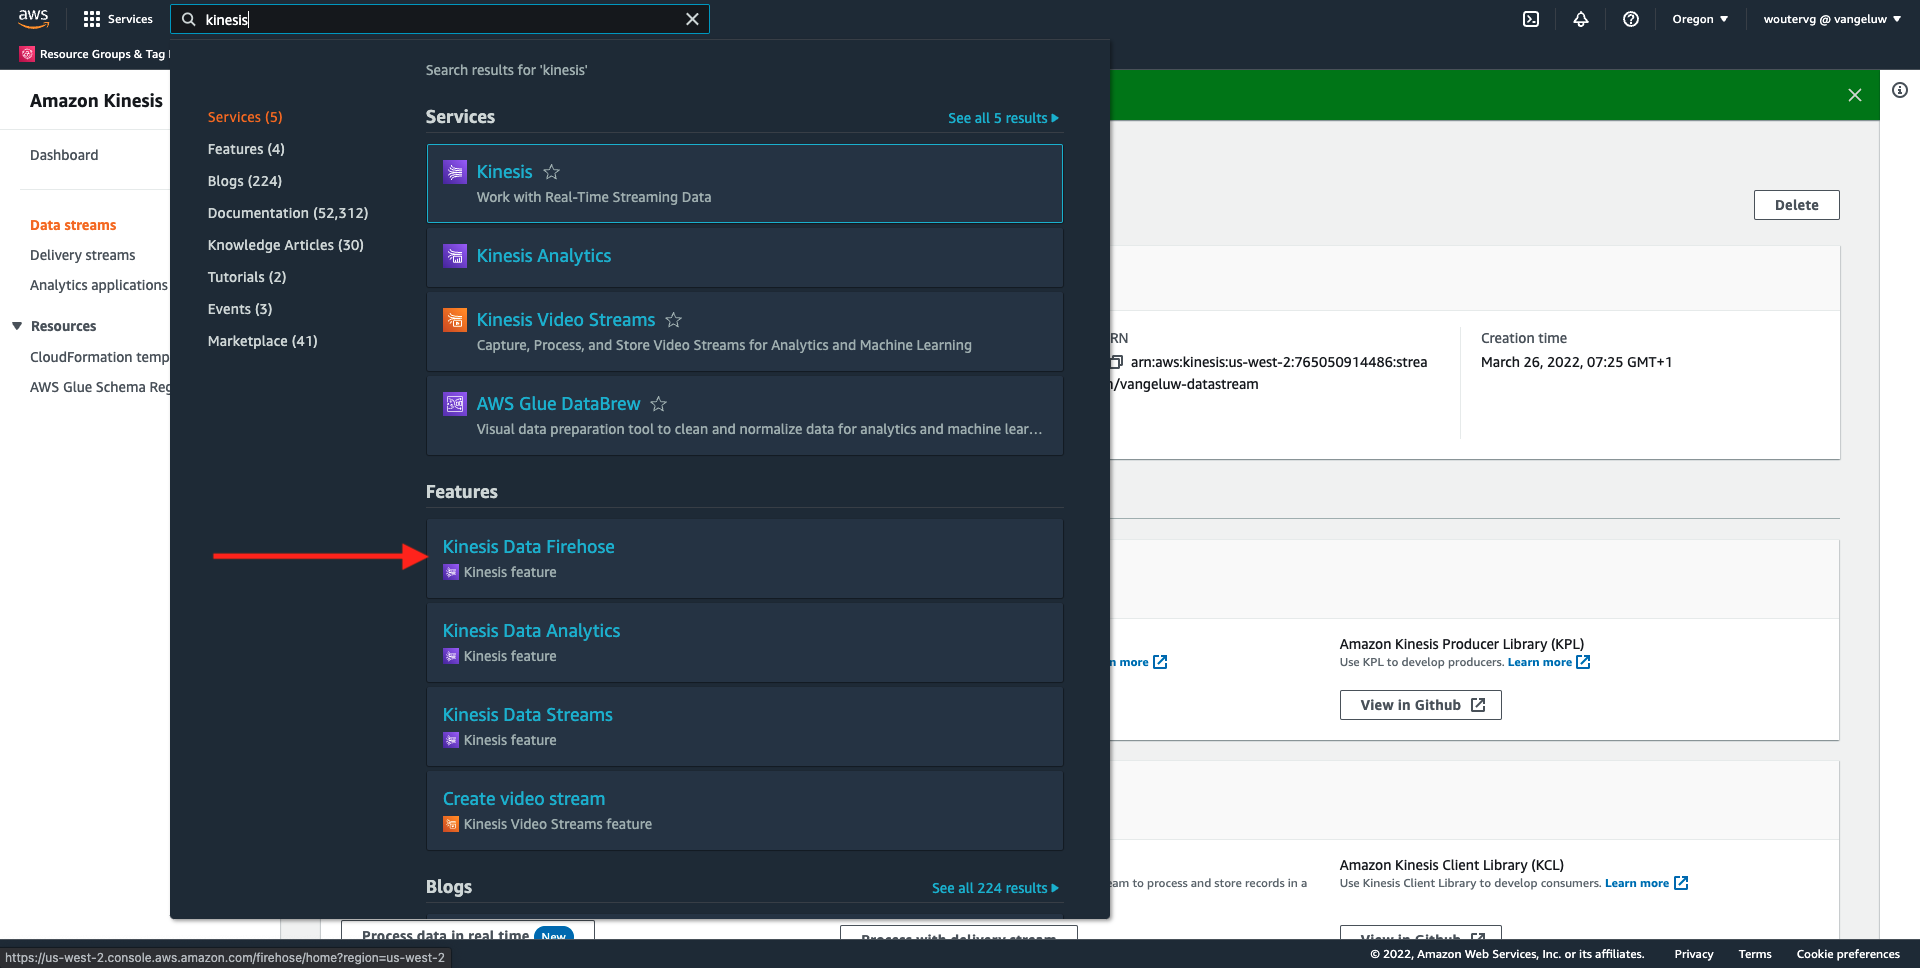 aws
Services
kinesis
Oregon
woutervg @ vangeluw
Resource Groups & Tag
Amazon Kinesis
Dashboard
Data streams
Delivery streams
Analytics applications
Resources
CloudFormation temp
AWS Glue Schema Reg
Search results for 'kinesis'
Services (5)
Features (4)
Blogs (224)
Documentation (52,312)
Knowledge Articles (30)
Tutorials (2)
Events (3)
Marketplace (41)
Services
See all 5 results
Kinesis
Work with Real-Time Streaming Data
Kinesis Analytics
Kinesis Video Streams
Capture, Process, and Store Video Streams for Analytics and Machine Learning
AWS Glue DataBrew
Visual data preparation tool to clean and normalize data for analytics and machine lear...
Features
Kinesis Data Firehose
Kinesis feature
Kinesis Data Analytics
Kinesis feature
Kinesis Data Streams
Kinesis feature
Create video stream
Kinesis Video Streams feature
Blogs
See all 224 results
Delete
RN
arn:aws:kinesis:us-west-2:765050914486:strea
n/vangeluw-datastream
Creation time
March 26, 2022, 07:25 GMT+1
n more
Amazon Kinesis Producer Library (KPL)
Use KPL to develop producers. Learn more
View in Github
eam to process and store records in a
Amazon Kinesis Client Library (KCL)
Use Kinesis Client Library to develop consumers. Learn more
Process data in real time New
Process with delivery stream
View in Github
https://us-west-2.console.aws.amazon.com/firehose/home?region=us-west-2
© 2022, Amazon Web Services, Inc. or its affiliates.
Privacy
Terms
Cookie preferences